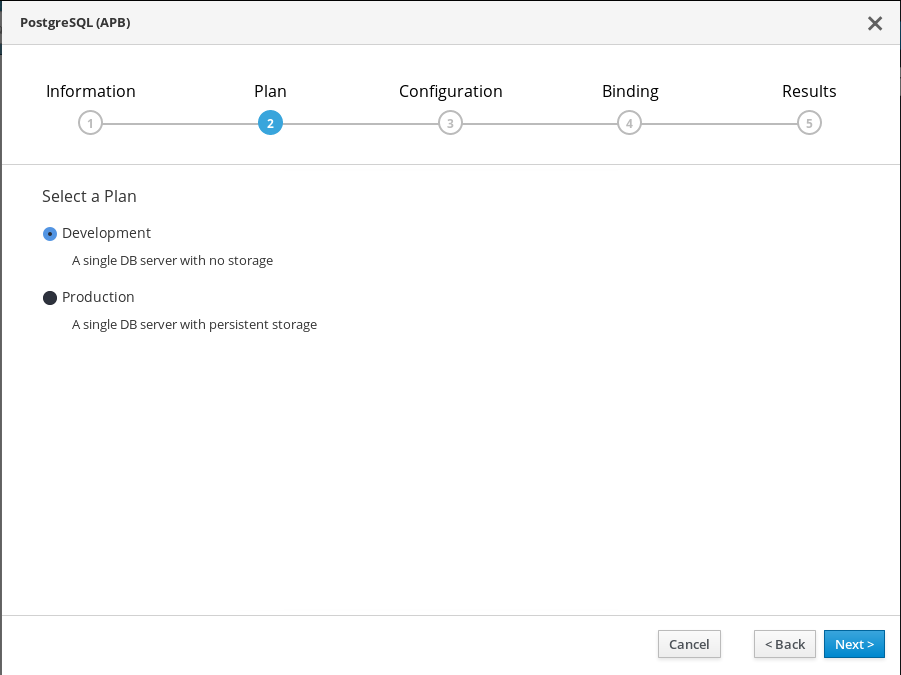 PostgreSQL (APB)
Information Plan Configuration Binding Results
1 2 3 4 5
Select a Plan
Development
A single DB server with no storage
Production
A single DB server with persistent storage
Cancel < Back Next >